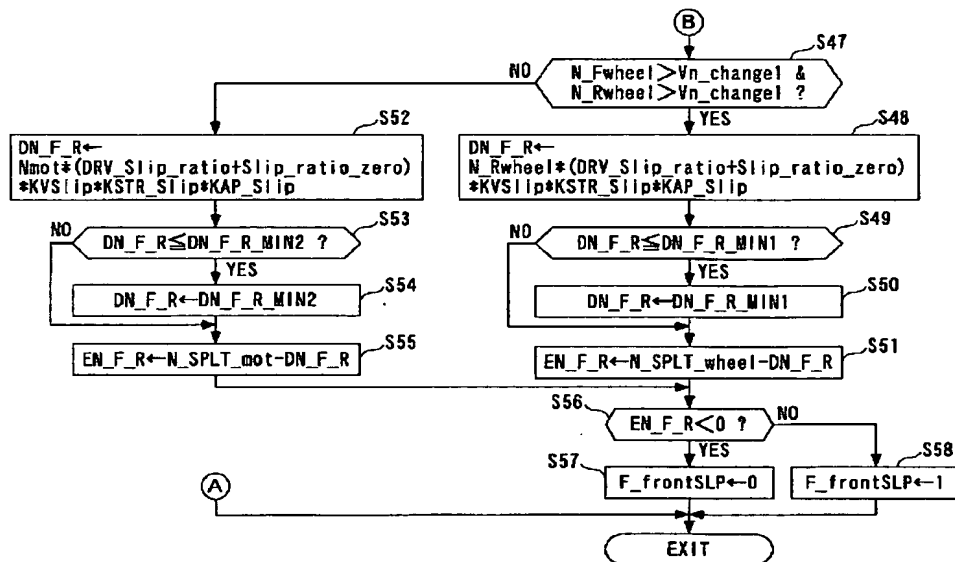 B
S47
N_Fwheel>Vn_change1 &
N_Rwheel>Vn_change1 ?
NO
YES
S52
DN_F_R←
Nmot*(DRV_Slip_ratio+Slip_ratio_zero)
*KVSlip*KSTR_Slip*KAP_Slip
S48
DN_F_R←
N_Rwheel*(DRV_Slip_ratio+Slip_ratio_zero)
*KVSlip*KSTR_Slip*KAP_Slip
S53
DN_F_R≦DN_F_R_MIN2 ?
NO
YES
S49
DN_F_R≦DN_F_R_MIN1 ?
NO
YES
S54
DN_F_R←DN_F_R_MIN2
S50
DN_F_R←DN_F_R_MIN1
S55
EN_F_R←N_SPLT_mot-DN_F_R
S51
EN_F_R←N_SPLT_wheel-DN_F_R
S56
EN_F_R<0 ?
NO
YES
S57
F_frontSLP←0
S58
F_frontSLP←1
A
EXIT